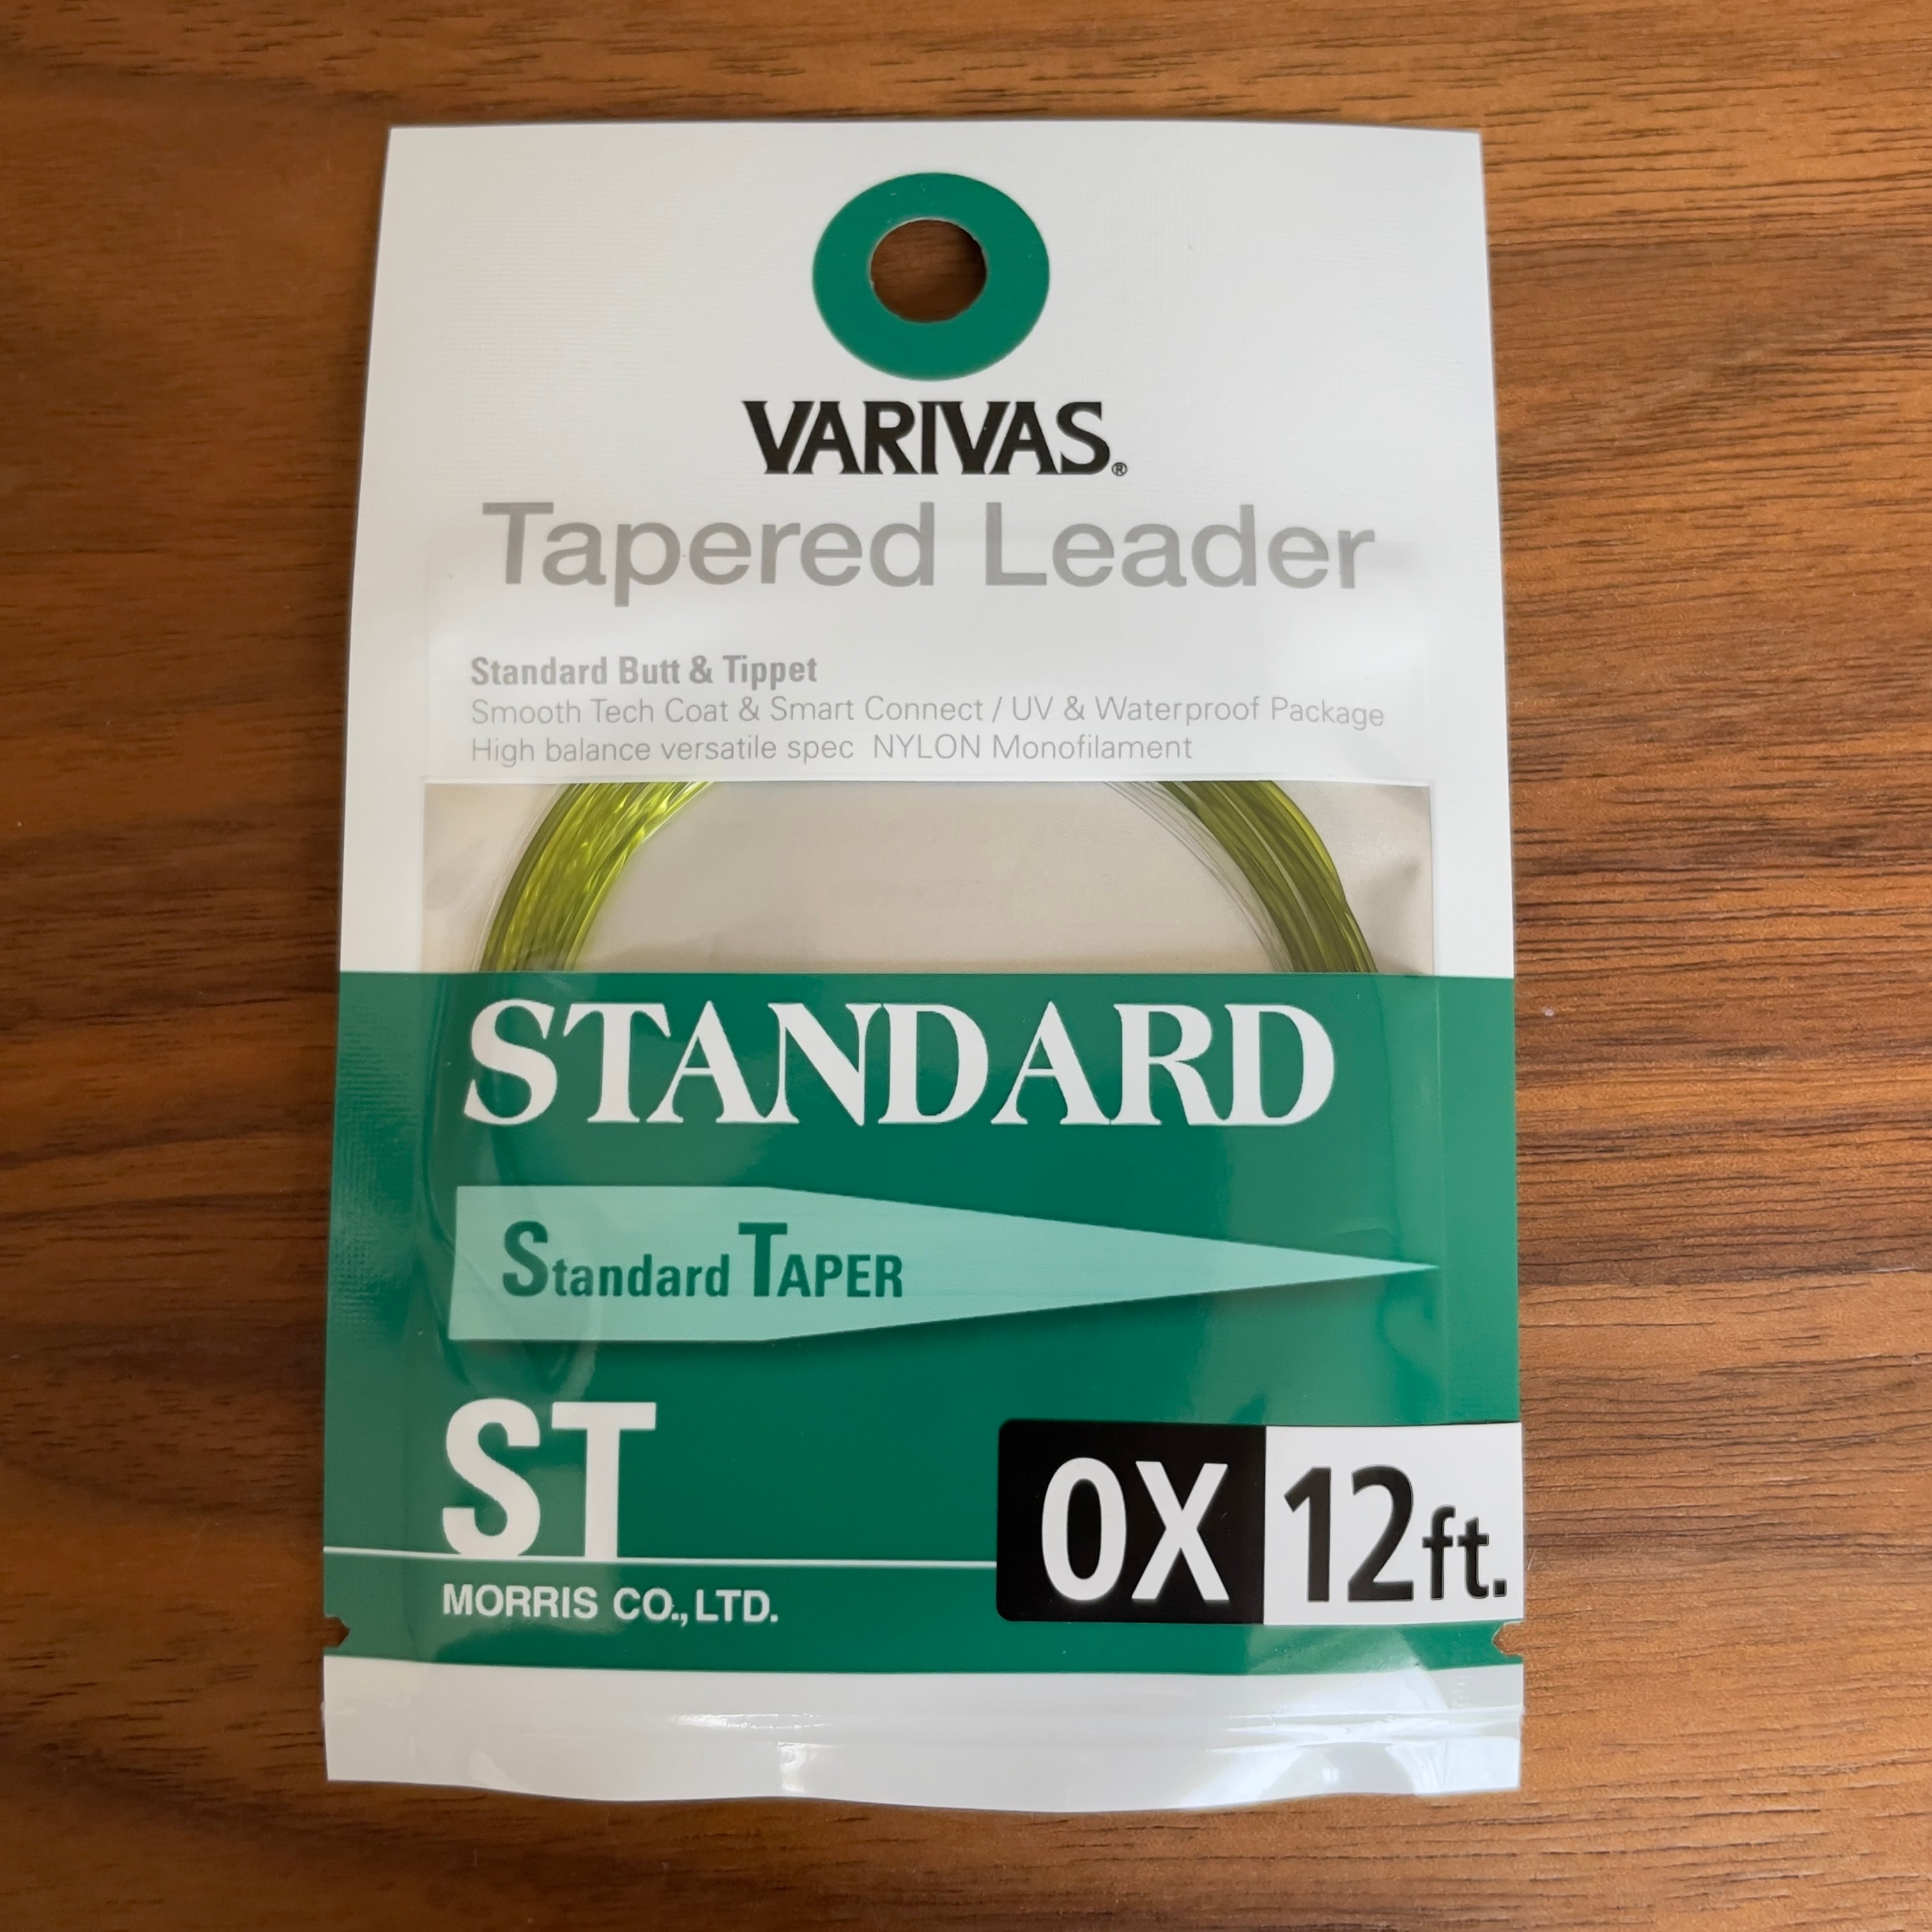 VARIVAS®
Tapered Leader
Standard Butt & Tippet
Smooth Tech Coat & Smart Connect / UV & Waterproof Package
High balance versatile spec NYLON Monofilament
STANDARD
Standard TAPER
ST
0X 12ft.
MORRIS CO., LTD.